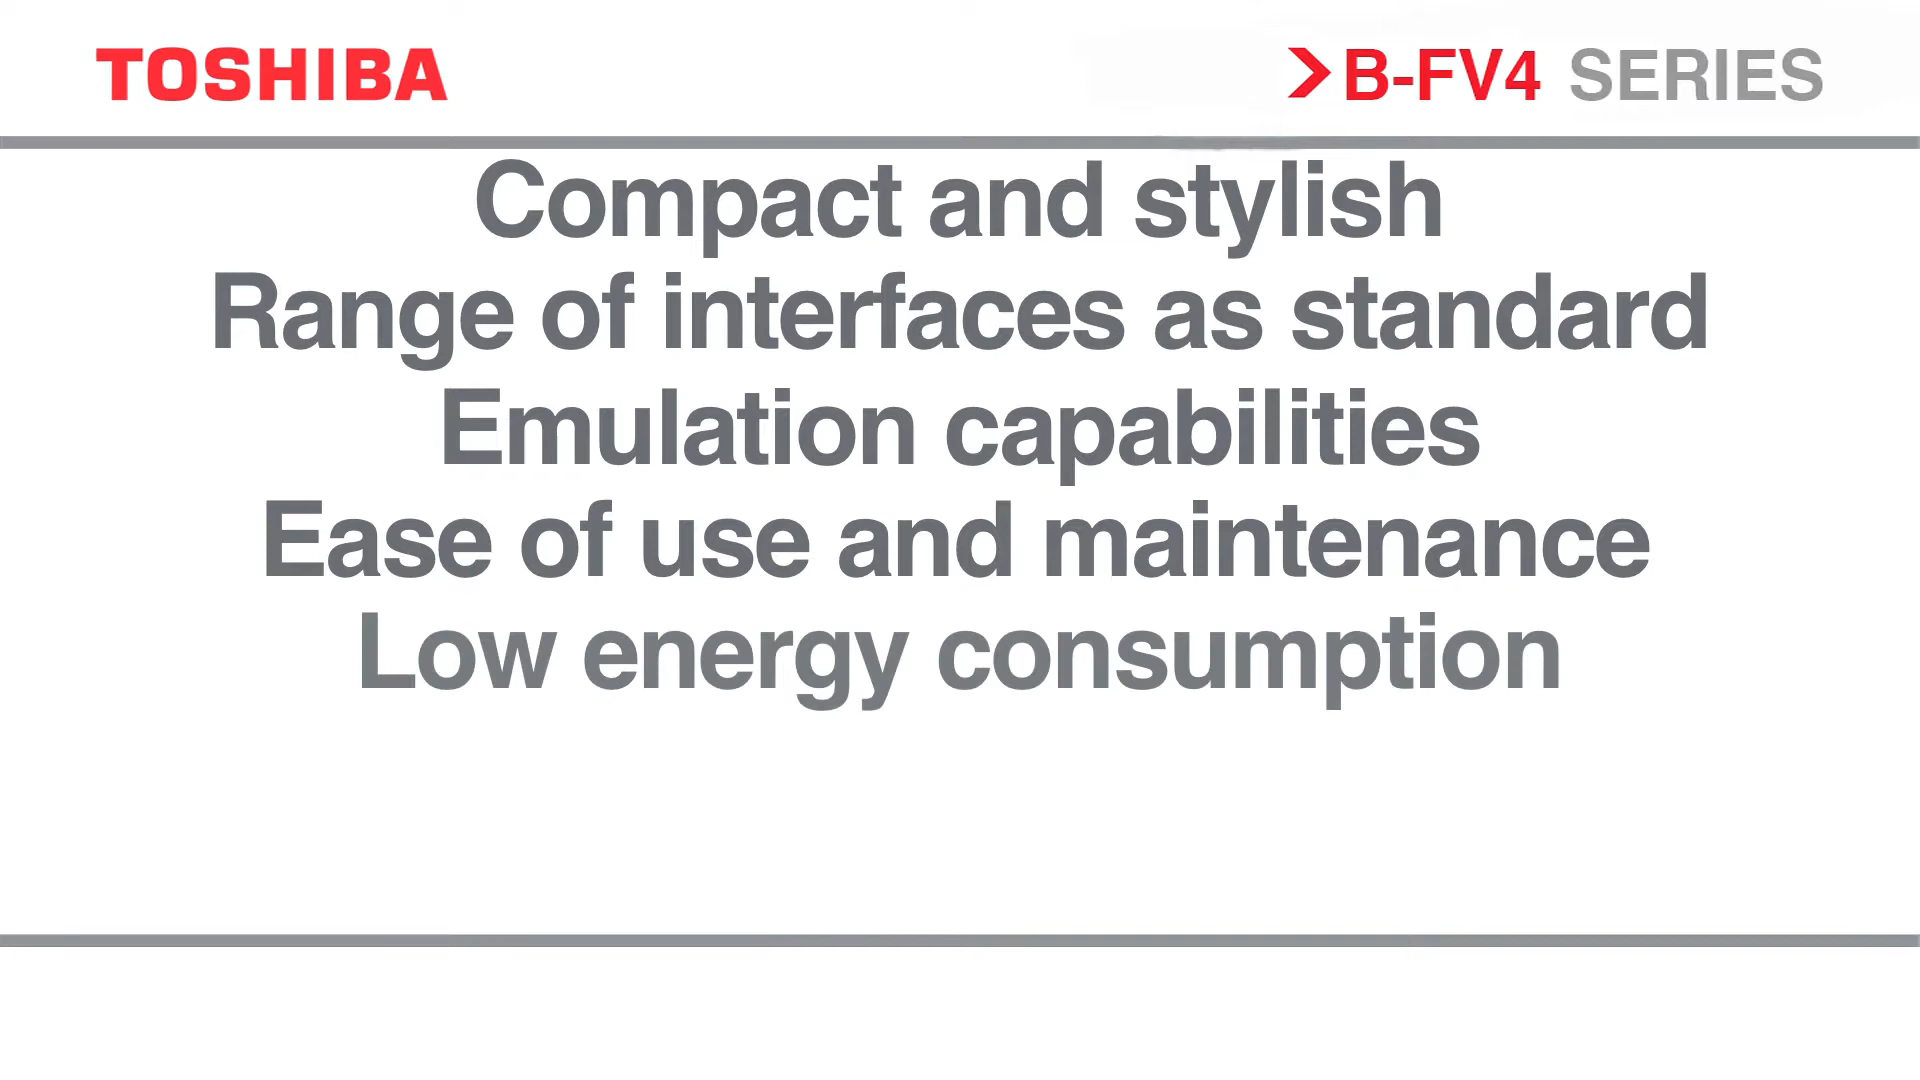 TOSHIBA
B-FV4 SERIES
Compact and stylish
Range of interfaces as standard
Emulation capabilities
Ease of use and maintenance
Low energy consumption